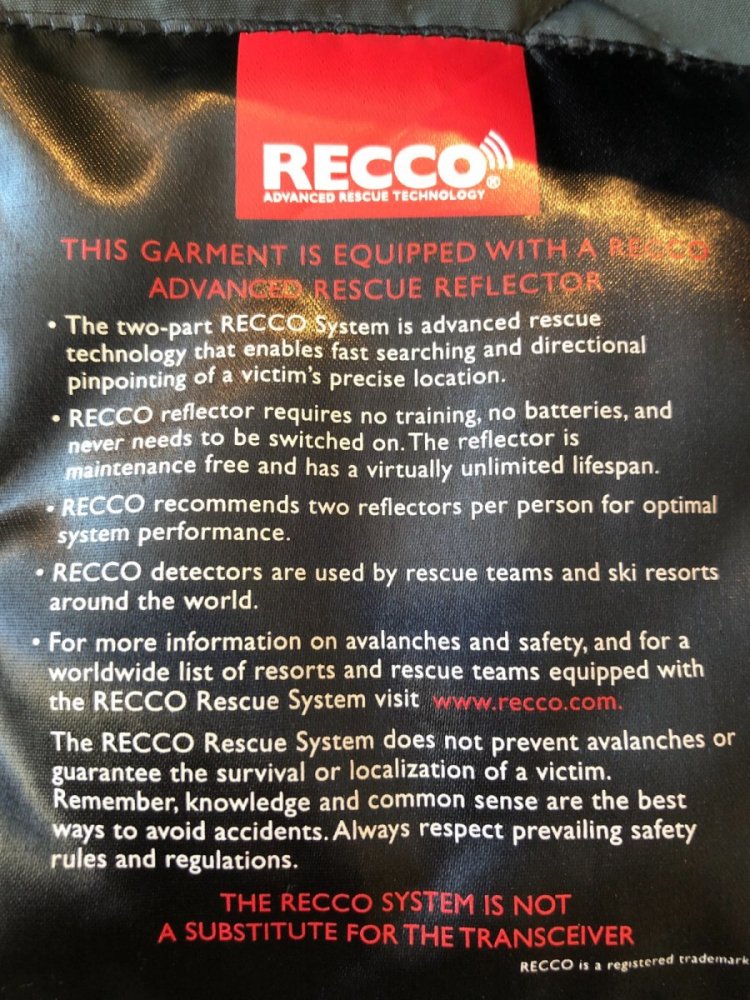 RECCO®
ADVANCED RESCUE TECHNOLOGY
THIS GARMENT IS EQUIPPED WITH A RECCO
ADVANCED RESCUE REFLECTOR
• The two-part RECCO System is advanced rescue
technology that enables fast searching and directional
pinpointing of a victim's precise location.
• RECCO reflector requires no training, no batteries, and
never needs to be switched on. The reflector is
maintenance free and has a virtually unlimited lifespan.
• RECCO recommends two reflectors per person for optimal
system performance.
• RECCO detectors are used by rescue teams and ski resorts
around the world.
• For more information on avalanches and safety, and for a
worldwide list of resorts and rescue teams equipped with
the RECCO Rescue System visit www.recco.com.
The RECCO Rescue System does not prevent avalanches or
guarantee the survival or localization of a victim.
Remember, knowledge and common sense are the best
ways to avoid accidents. Always respect prevailing safety
rules and regulations.
THE RECCO SYSTEM IS NOT
A SUBSTITUTE FOR THE TRANSCEIVER
RECCO is a registered trademark